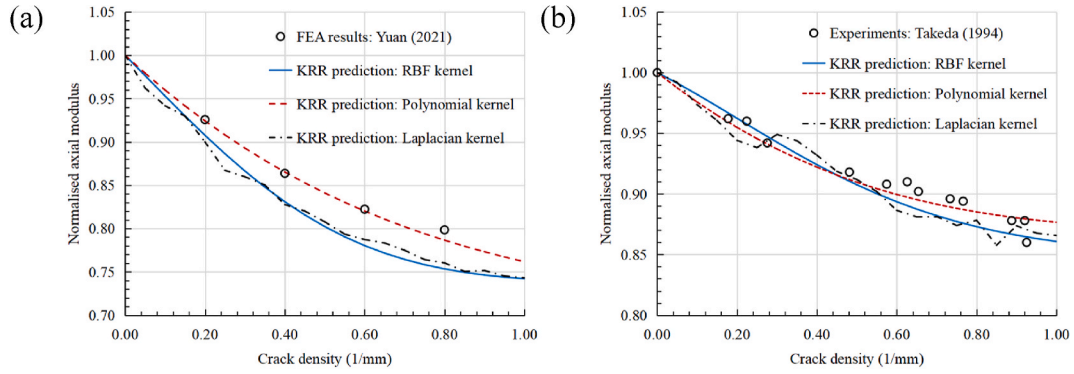 (a)
1.05
1.00
0.95
0.90
0.85
0.80
0.75
0.70
Normalised axial modulus
FEA results: Yuan (2021)
KRR prediction: RBF kernel
KRR prediction: Polynomial kernel
KRR prediction: Laplacian kernel
0.00 0.20 0.40 0.60 0.80 1.00
Crack density (1/mm)
(b)
1.05
1.00
0.95
0.90
0.85
0.80
Normalised axial modulus
Experiments: Takeda (1994)
KRR prediction: RBF kernel
KRR prediction: Polynomial kernel
KRR prediction: Laplacian kernel
0.00 0.20 0.40 0.60 0.80 1.00
Crack density (1/mm)